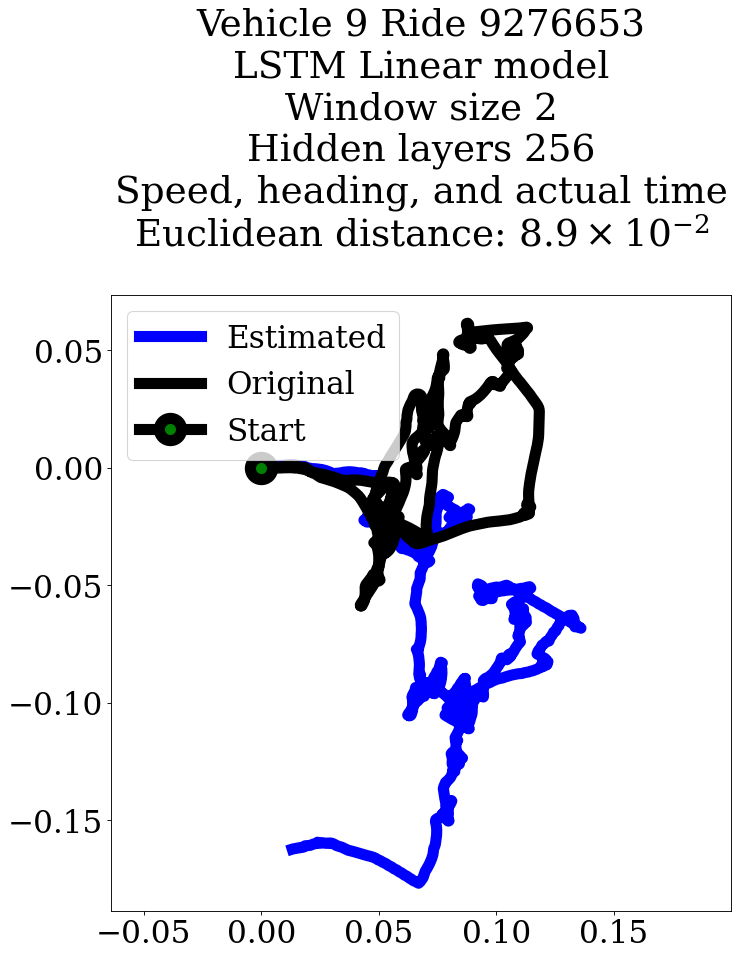 Vehicle 9 Ride 9276653
LSTM Linear model
Window size 2
Hidden layers 256
Speed, heading, and actual time
Euclidean distance: 8.9 × 10⁻²
Estimated
Original
Start
0.05
0.00
−0.05
−0.10
−0.15
−0.05 0.00 0.05 0.10 0.15